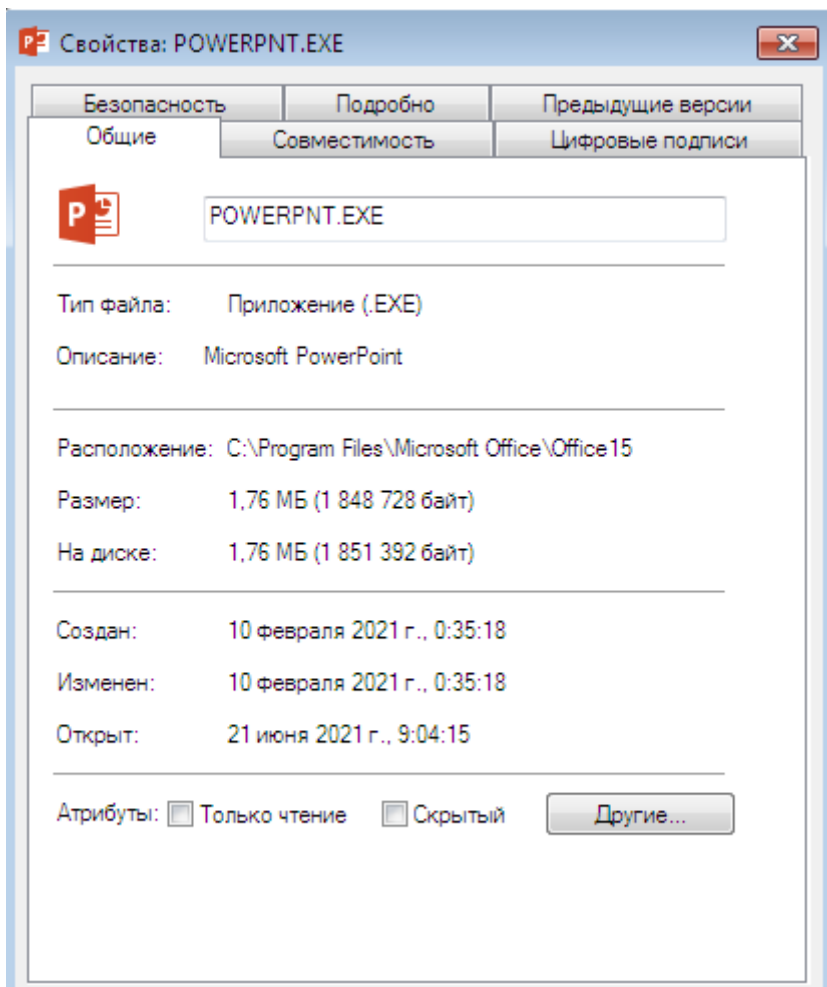 Свойства: POWERPNT.EXE
Безопасность Подробно Предыдущие версии
Общие Совместимость Цифровые подписи
POWERPNT.EXE
Тип файла: Приложение (.EXE)
Описание: Microsoft PowerPoint
Расположение: C:\Program Files\Microsoft Office\Office15
Размер: 1,76 МБ (1 848 728 байт)
На диске: 1,76 МБ (1 851 392 байт)
Создан: 10 февраля 2021 г., 0:35:18
Изменен: 10 февраля 2021 г., 0:35:18
Открыт: 21 июня 2021 г., 9:04:15
Атрибуты: Только чтение Скрытый Другие...